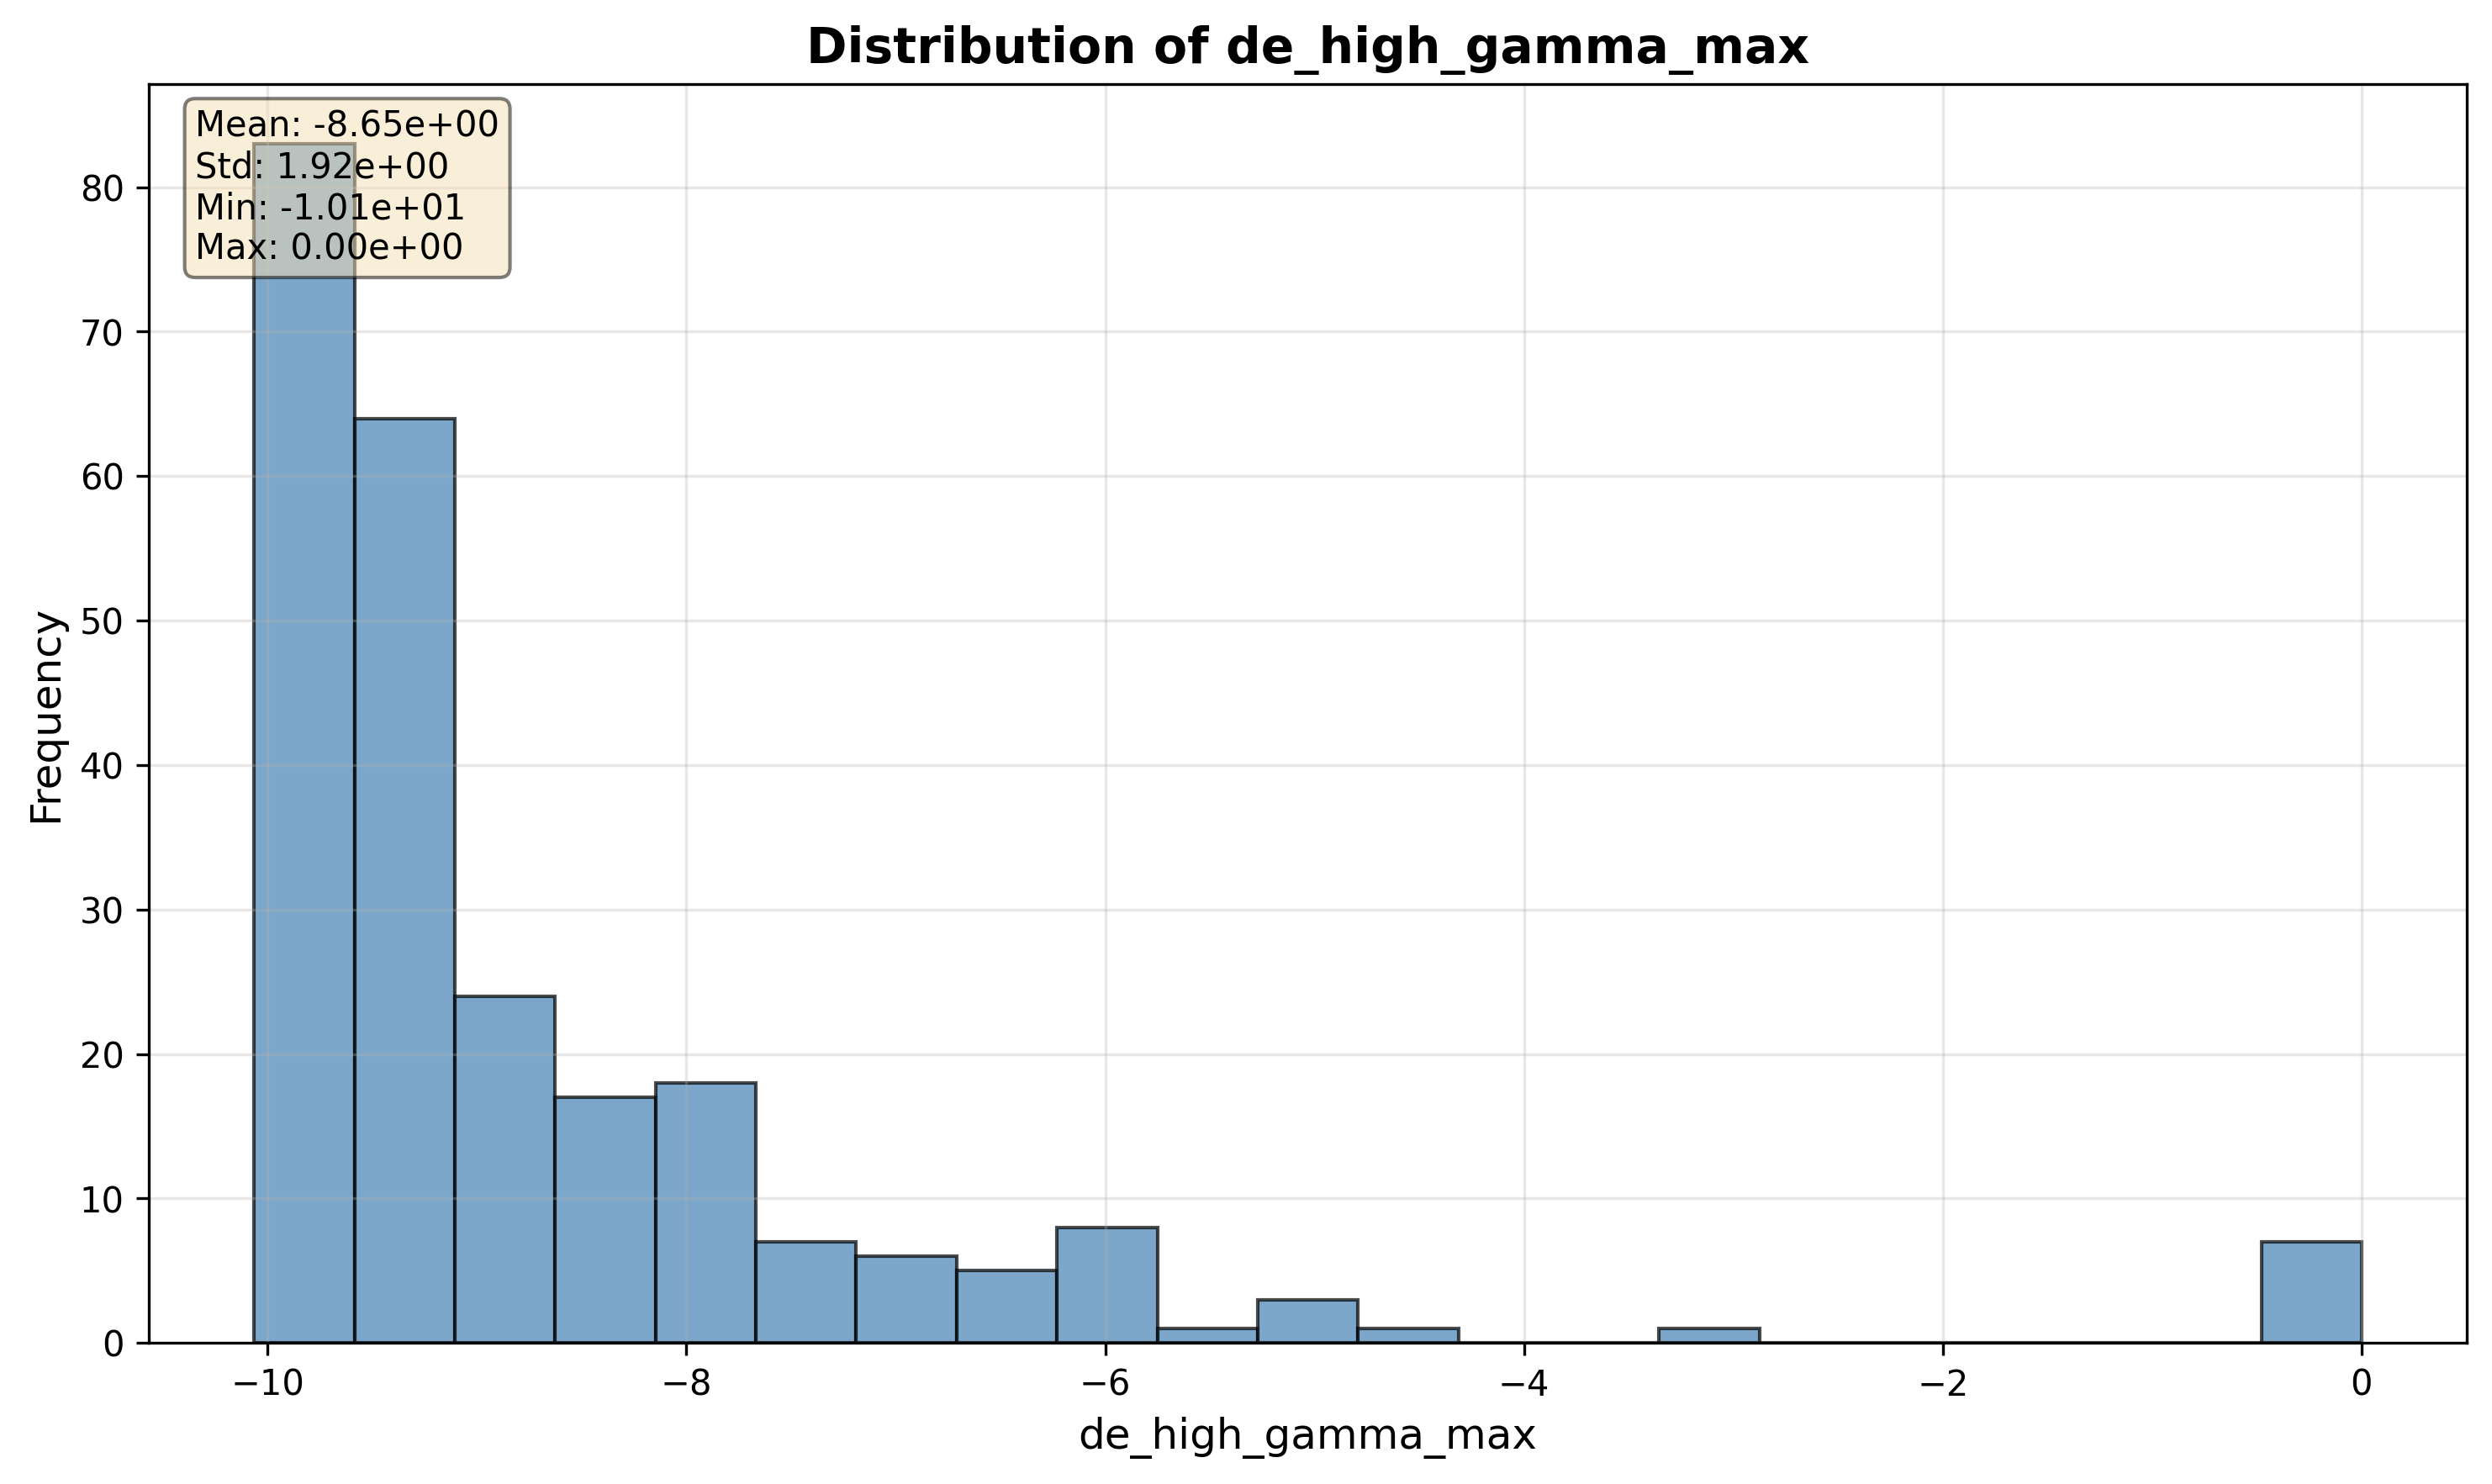 Distribution of de_high_gamma_max
Mean: -8.65e+00
Std: 1.92e+00
Min: -1.01e+01
Max: 0.00e+00
80
70
60
50
40
30
20
10
0
Frequency
−10
−8
−6
−4
−2
0
de_high_gamma_max